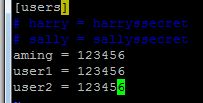 [users]
# harry = harryssecret
# sally = sallyssecret
aming = 123456
user1 = 123456
user2 = 123456